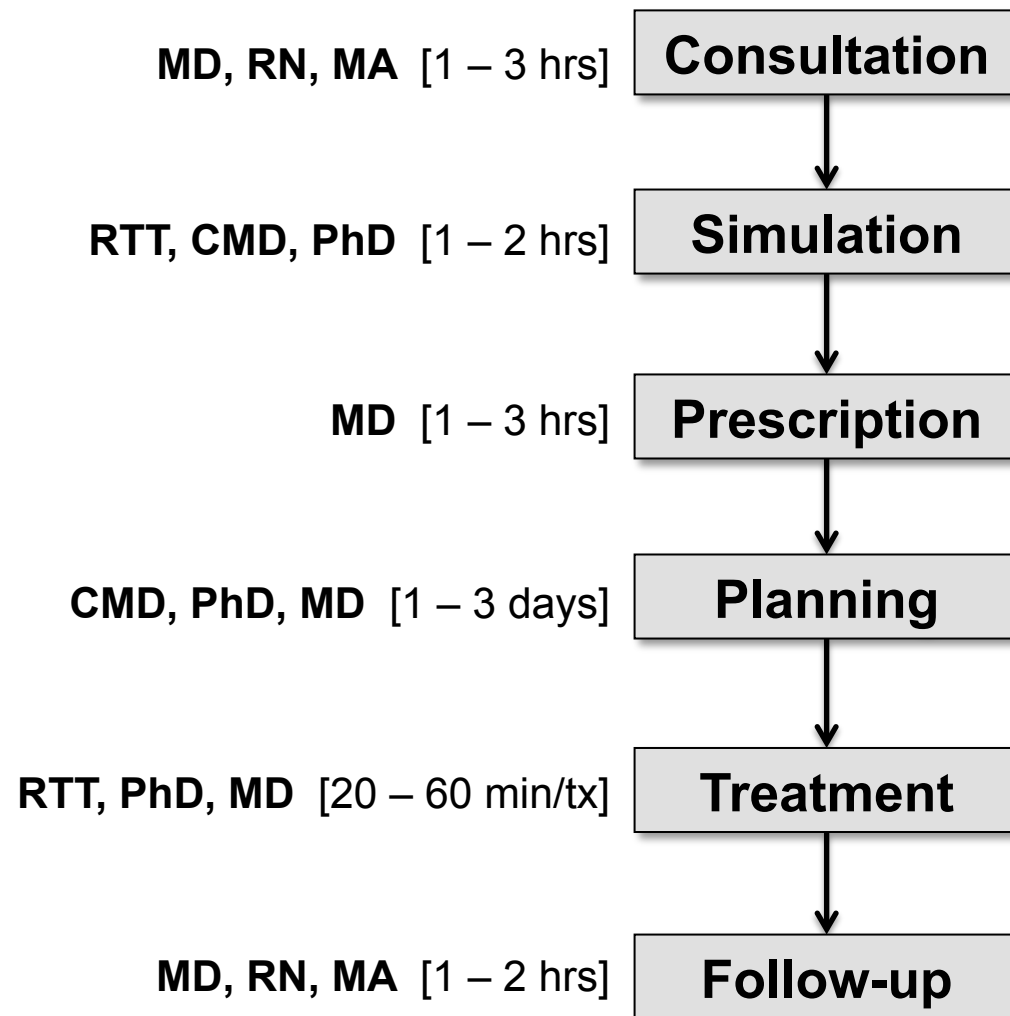 MD, RN, MA [1 – 3 hrs] Consultation
RTT, CMD, PhD [1 – 2 hrs] Simulation
MD [1 – 3 hrs] Prescription
CMD, PhD, MD [1 – 3 days] Planning
RTT, PhD, MD [20 – 60 min/tx] Treatment
MD, RN, MA [1 – 2 hrs] Follow-up